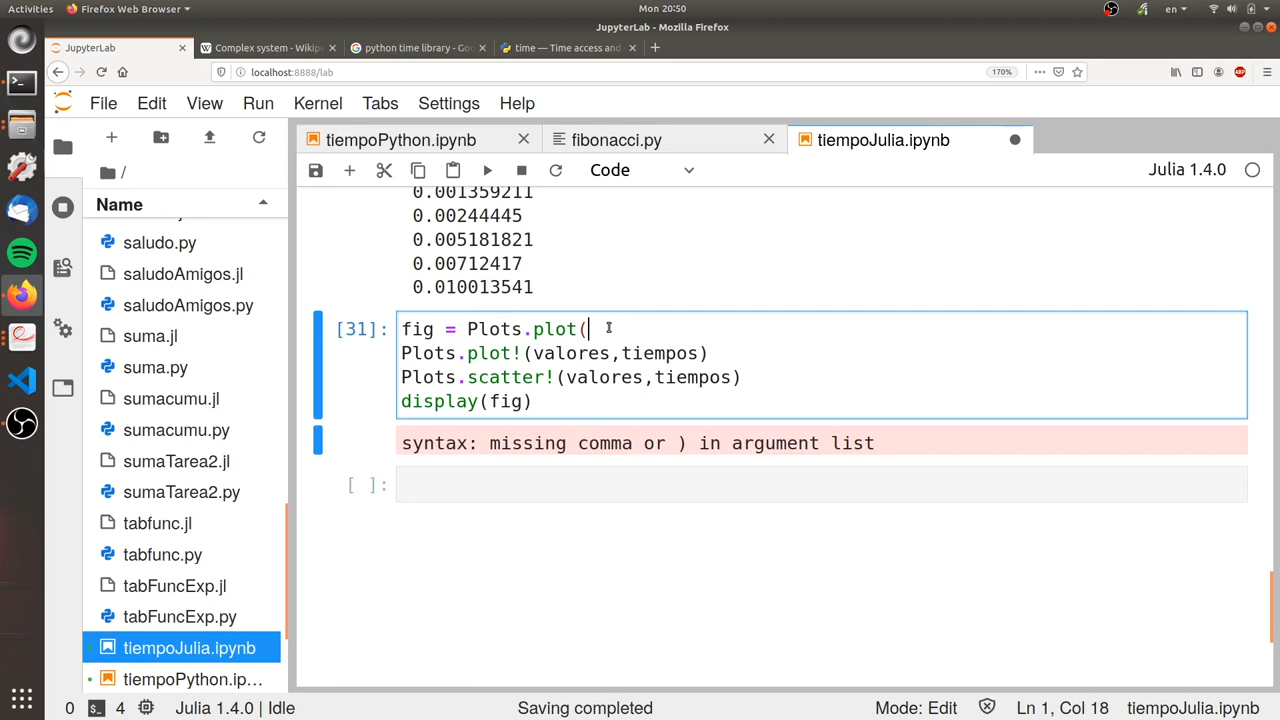 Activities Firefox Web Browser Mon 20:50 en
JupyterLab - Mozilla Firefox
JupyterLab Complex system - Wikipe python time library - Goo time — Time access and
localhost:8888/lab 170% ABP
File Edit View Run Kernel Tabs Settings Help
tiempoPython.ipynb fibonacci.py tiempoJulia.ipynb
/ Code Julia 1.4.0
Name
saludo.py
saludoAmigos.jl
saludoAmigos.py
suma.jl
suma.py
sumacumu.jl
sumacumu.py
sumaTarea2.jl
sumaTarea2.py
tabfunc.jl
tabfunc.py
tabFuncExp.jl
tabFuncExp.py
tiempoJulia.ipynb
tiempoPython.ip...
0.001359211
0.00244445
0.005181821
0.00712417
0.010013541
[31]: fig = Plots.plot(
Plots.plot!(valores,tiempos)
Plots.scatter!(valores,tiempos)
display(fig)
syntax: missing comma or ) in argument list
[ ]:
0 4 Julia 1.4.0 | Idle Saving completed Mode: Edit Ln 1, Col 18 tiempoJulia.ipynb